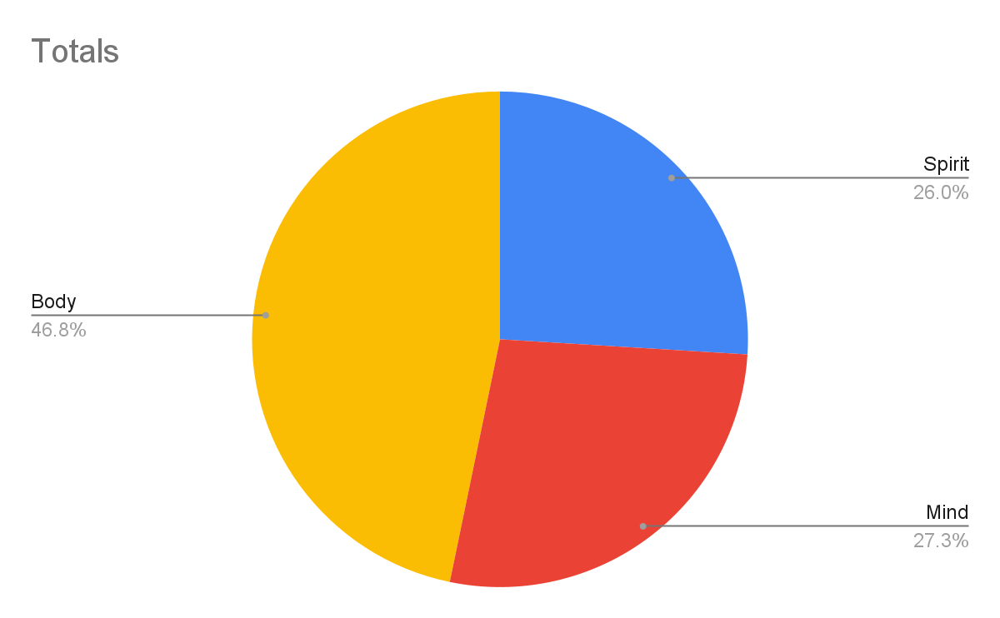 Totals
Spirit
26.0%
Body
46.8%
Mind
27.3%